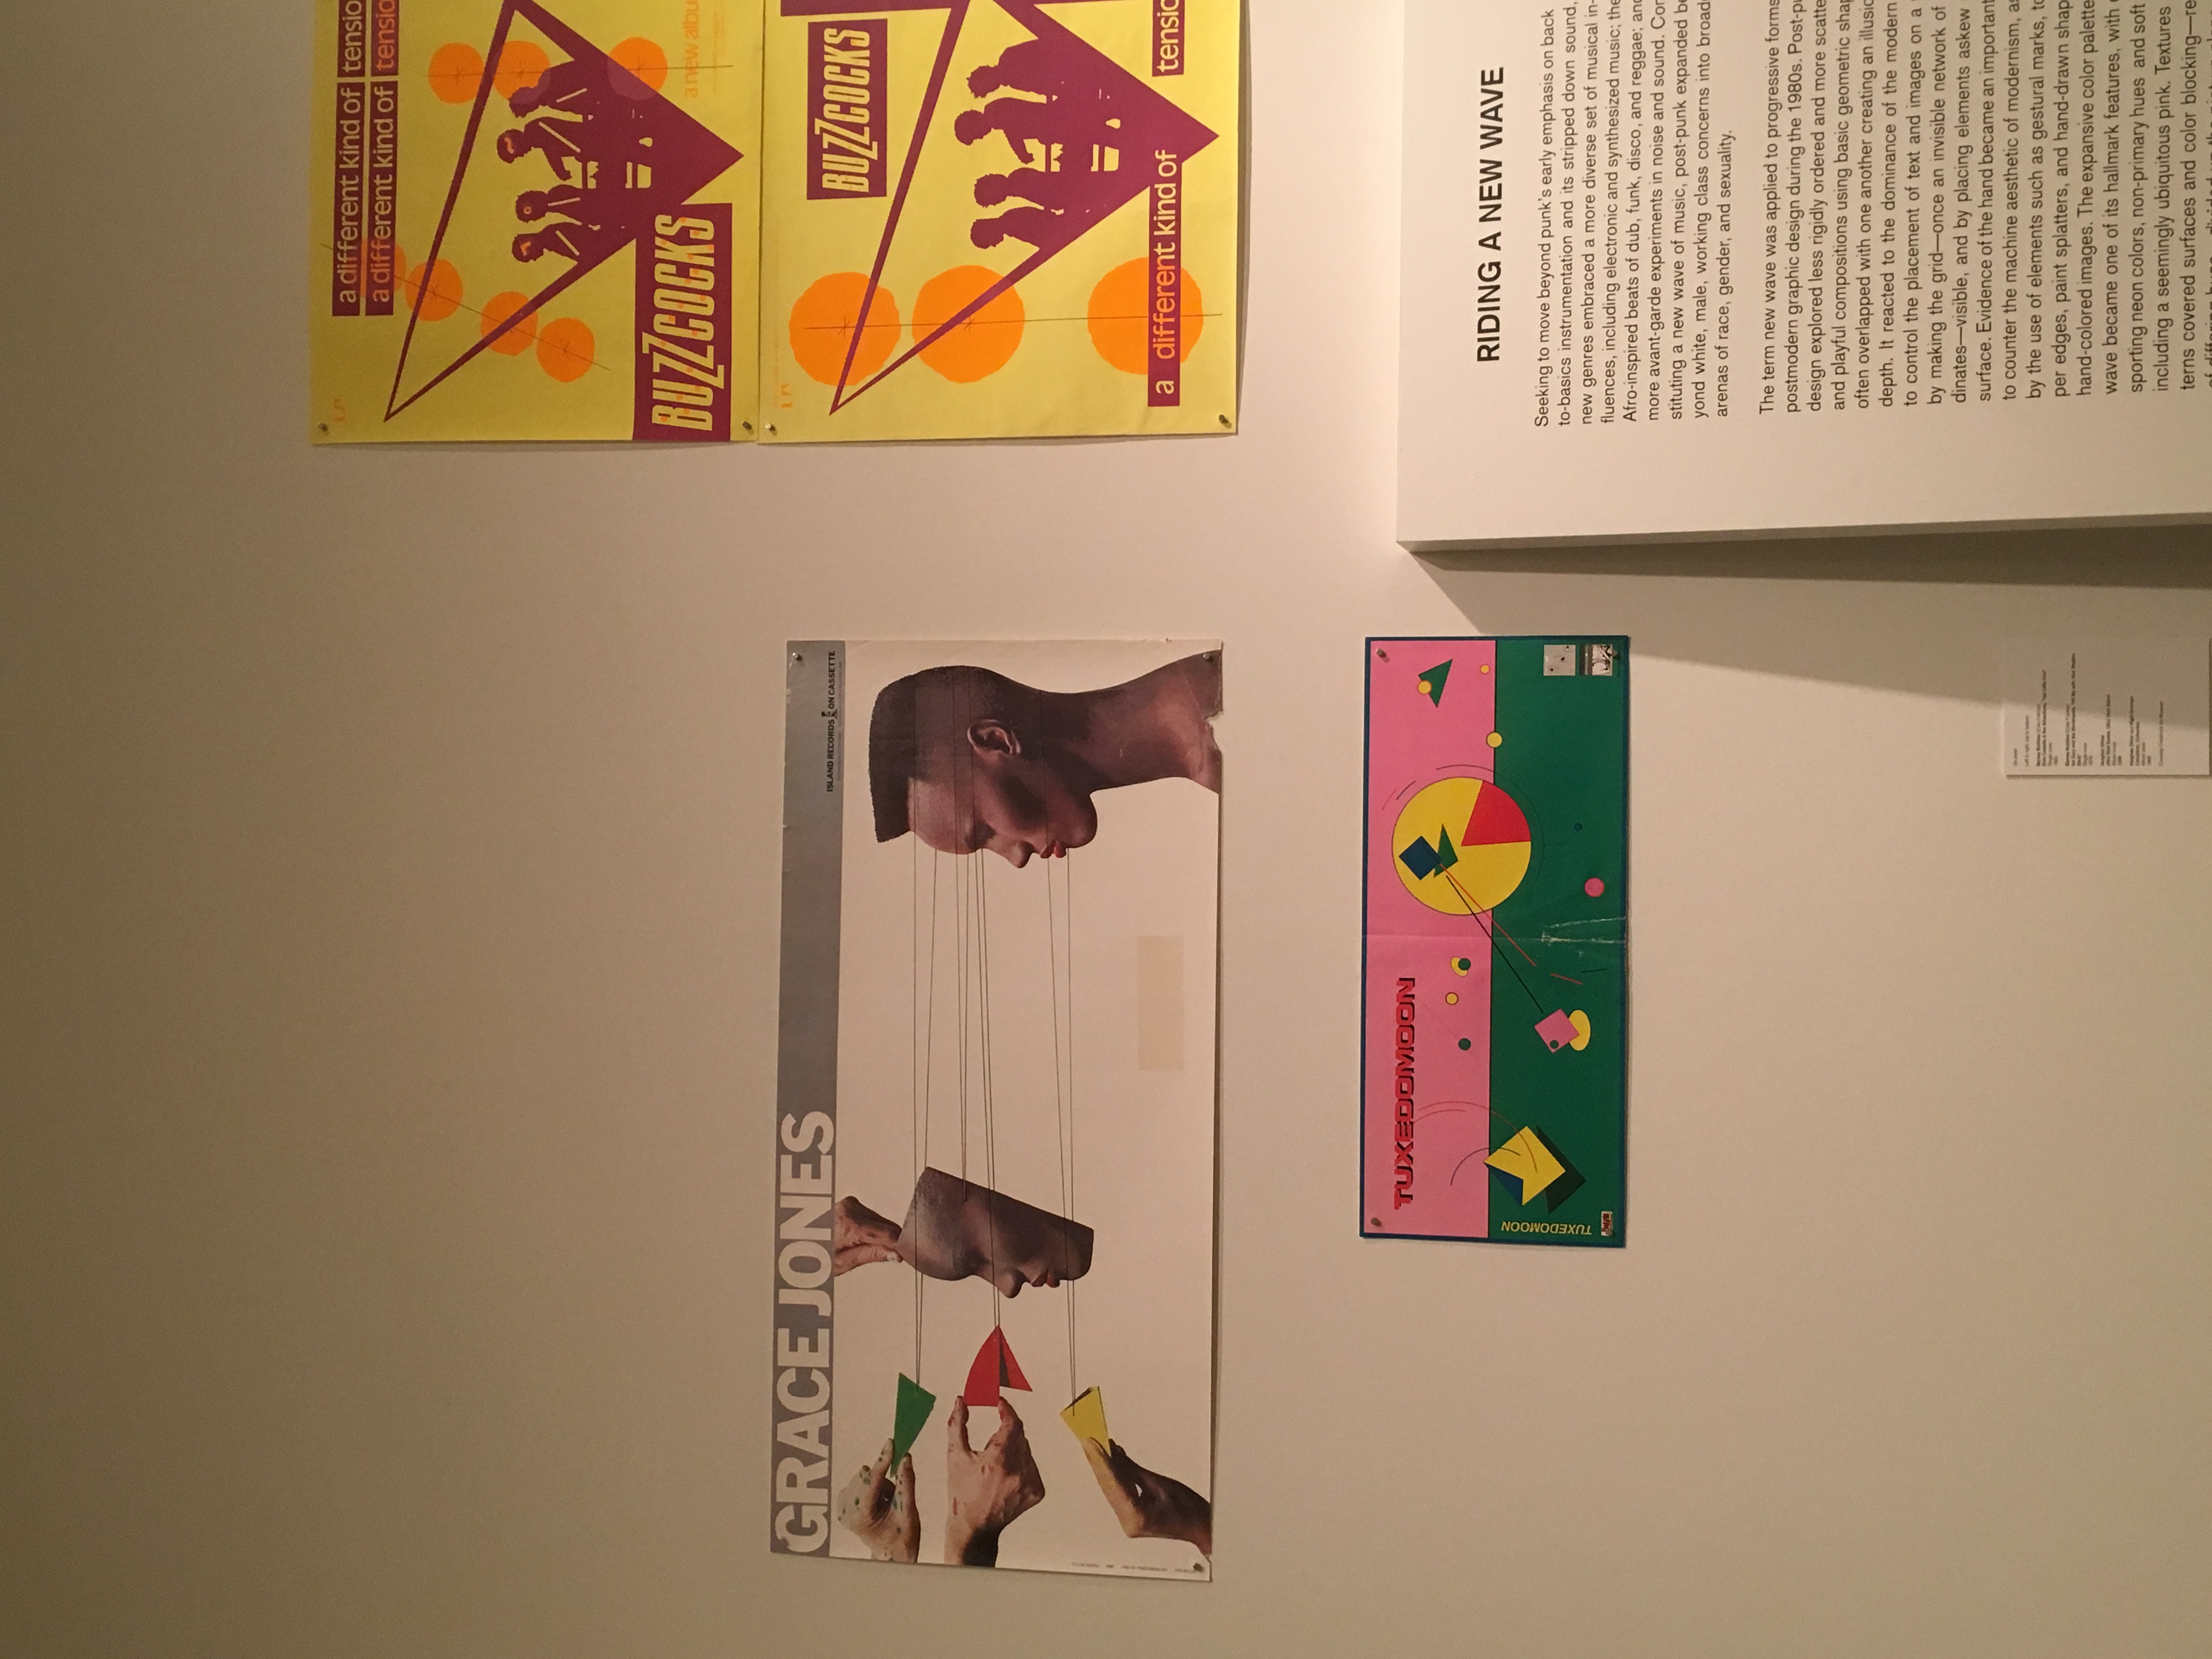 GRACE JONES
ISLAND RECORDS ON CASSETTE
a different kind of tensio
a different kind of tensio
BUZZCOCKS
a new albu
BUZZCOCKS
a different kind of tensio
TUXEDOMOON
TUXEDOMOON
RIDING A NEW WAVE
Seeking to move beyond punk's early emphasis on back
to-basics instrumentation and its stripped down sound,
new genres embraced a more diverse set of musical in-
fluences, including electronic and synthesized music; the
Afro-inspired beats of dub, funk, disco, and reggae; and
more avant-garde experiments in noise and sound. Con
stituting a new wave of music, post-punk expanded be
yond white, male, working class concerns into broad
arenas of race, gender, and sexuality.
The term new wave was applied to progressive forms
postmodern graphic design during the 1980s. Post-pu
design explored less rigidly ordered and more scatte
and playful compositions using basic geometric shap
often overlapped with one another creating an illusio
depth. It reacted to the dominance of the modern
to control the placement of text and images on a
by making the grid—once an invisible network of
dinates—visible, and by placing elements askew
surface. Evidence of the hand became an important
to counter the machine aesthetic of modernism, as
by the use of elements such as gestural marks, to
per edges, paint splatters, and hand-drawn shap
hand-colored images. The expansive color palette
wave became one of its hallmark features, with
sporting neon colors, non-primary hues and soft
including a seemingly ubiquitous pink. Textures
terns covered surfaces and color blocking—re